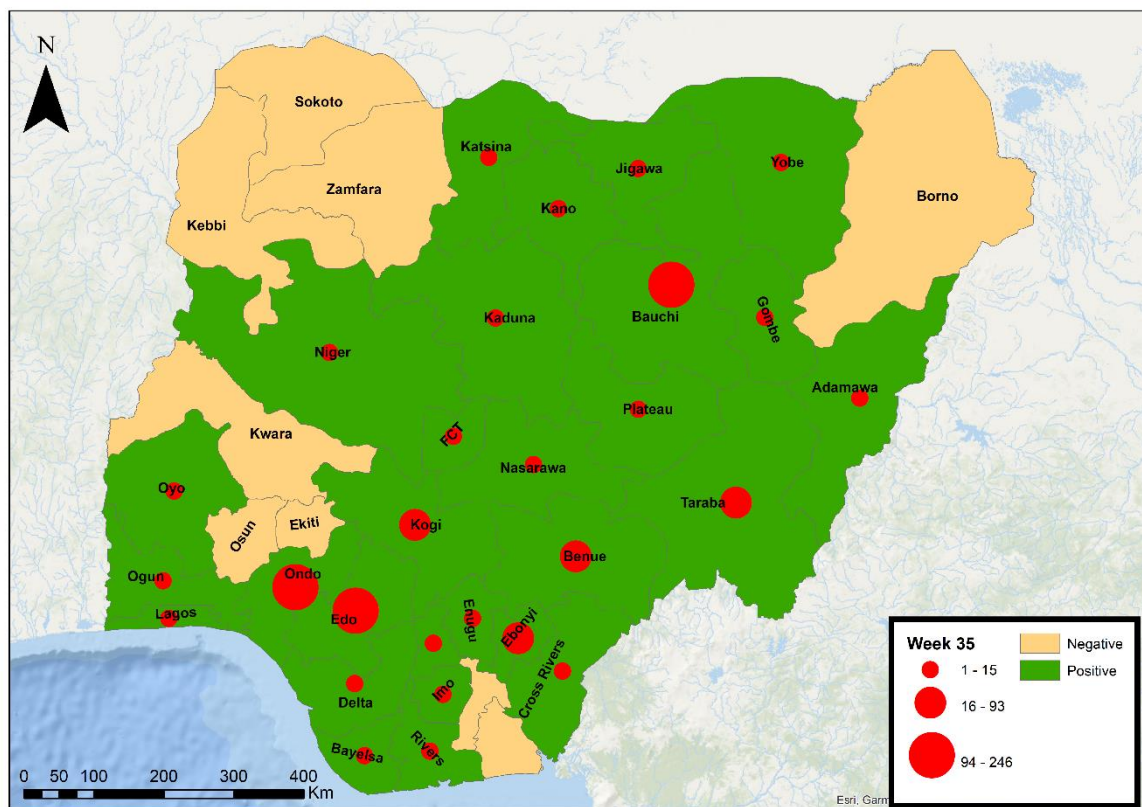 N
Sokoto
Katsina
Yobe
Jigawa
Zamfara
Borno
Kano
Kebbi
Bauchi
Gombe
Kaduna
Niger
Adamawa
Plateau
FCT
Kwara
Nasarawa
Oyo
Taraba
Kogi
Ekiti
Osun
Benue
Ondo
Ogun
Lagos
Edo
Enugu
Ebonyi
Cross Rivers
Imo
Delta
Bayelsa
Rivers
Week 35
1 - 15
16 - 93
94 - 246
Negative
Positive
0 50 100 200 300 400
Km
Esri, Garm